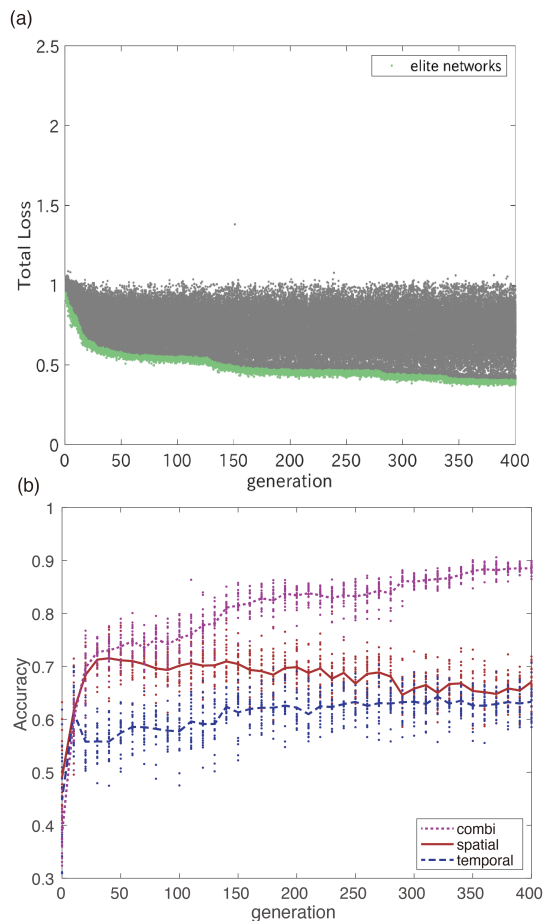 (a)
2.5
elite networks
2
1.5
Total Loss
1
0.5
0
0 50 100 150 200 250 300 350 400
generation
(b)
1
0.9
0.8
0.7
Accuracy
0.6
0.5
0.4
combi
spatial
temporal
0.3
0 50 100 150 200 250 300 350 400
generation